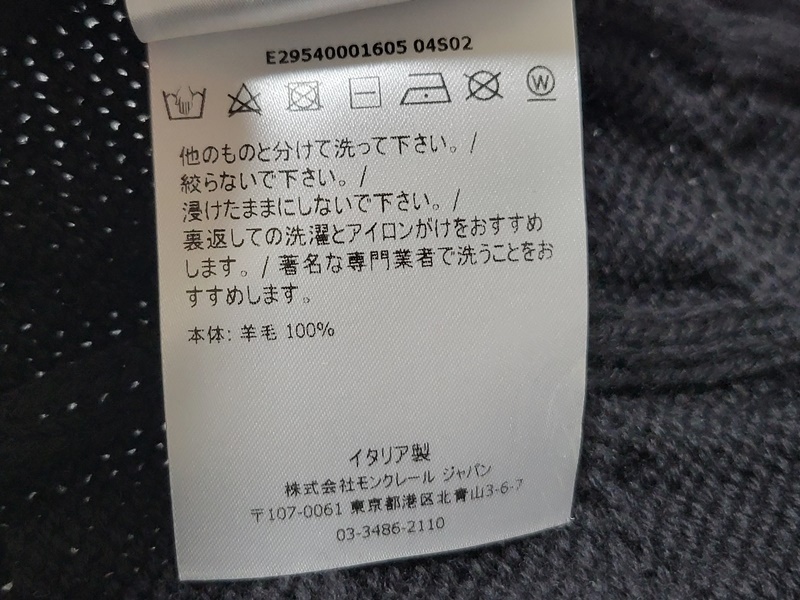 E29540001605 04S02
W
他のものと分けて洗って下さい。/
絞らないで下さい。/
浸けたままにしないで下さい。/
裏返しての洗濯とアイロンがけをおすすめ
します。/ 著名な専門業者で洗うことをお
すすめします。
本体: 羊毛 100%
イタリア製
株式会社モンクレール ジャパン
〒107-0061 東京都港区北青山3-6-7
03-3486-2110